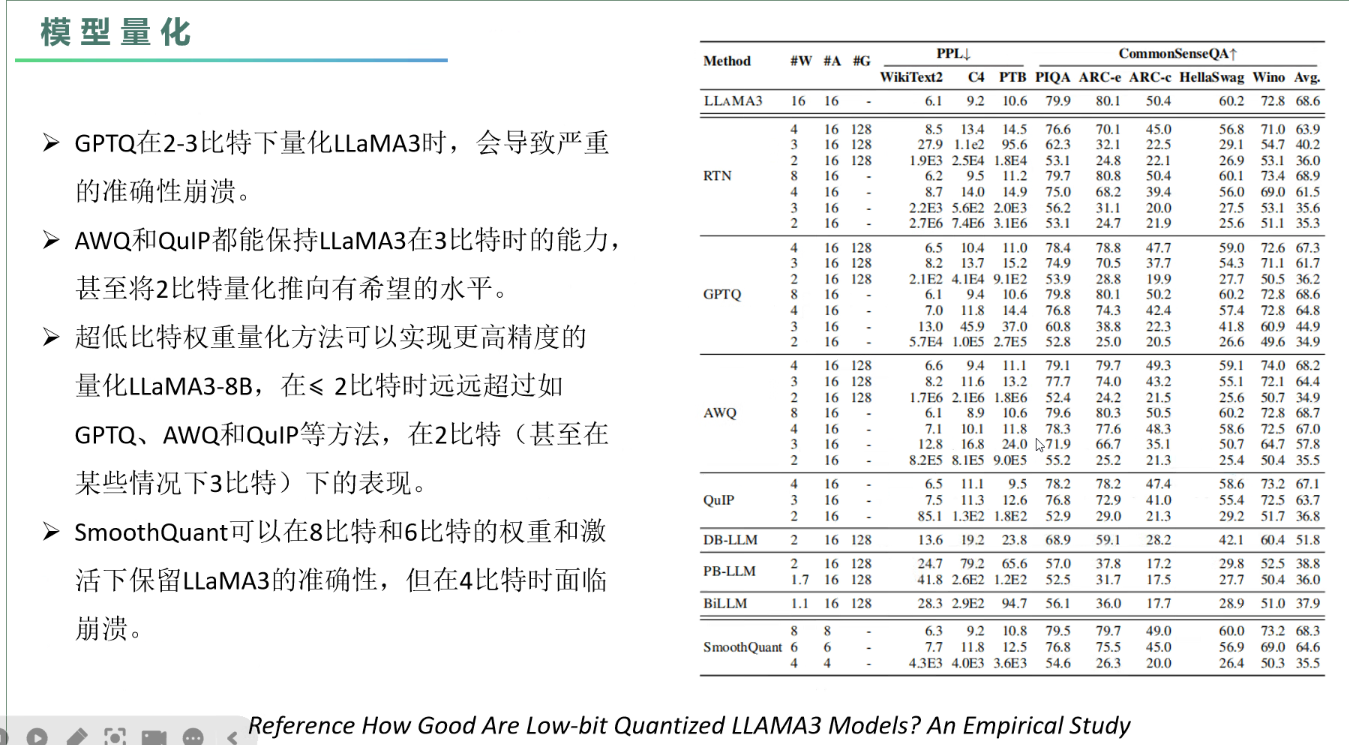 模型量化
➢ GPTQ在2-3比特下量化LLaMA3时，会导致严重
的准确性崩溃。
➢ AWQ和QuIP都能保持LLaMA3在3比特时的能力，
甚至将2比特量化推向有希望的水平。
➢ 超低比特权重量化方法可以实现更高精度的
量化LLaMA3-8B，在⩽ 2比特时远远超过如
GPTQ、AWQ和QuIP等方法，在2比特（甚至在
某些情况下3比特）下的表现。
➢ SmoothQuant可以在8比特和6比特的权重和激
活下保留LLaMA3的准确性，但在4比特时面临
崩溃。
Method #W #A #G PPL↓ CommonSenseQA↑
WikiText2 C4 PTB PIQA ARC-e ARC-c HellaSwag Wino Avg.
LLAMA3 16 16 - 6.1 9.2 10.6 79.9 80.1 50.4 60.2 72.8 68.6
4 16 128 8.5 13.4 14.5 76.6 70.1 45.0 56.8 71.0 63.9
3 16 128 27.9 1.1e2 95.6 62.3 32.1 22.5 29.1 54.7 40.2
2 16 128 1.9E3 2.5E4 1.8E4 53.1 24.8 22.1 26.9 53.1 36.0
RTN 8 16 - 6.2 9.5 11.2 79.7 80.8 50.4 60.1 73.4 68.9
4 16 - 8.7 14.0 14.9 75.0 68.2 39.4 56.0 69.0 61.5
3 16 - 2.2E3 5.6E2 2.0E3 56.2 31.1 20.0 27.5 53.1 35.6
2 16 - 2.7E6 7.4E6 3.1E6 53.1 24.7 21.9 25.6 51.1 35.3
4 16 128 6.5 10.4 11.0 78.4 78.8 47.7 59.0 72.6 67.3
3 16 128 8.2 13.7 15.2 74.9 70.5 37.7 54.3 71.1 61.7
2 16 128 2.1E2 4.1E4 9.1E2 53.9 28.8 19.9 27.7 50.5 36.2
GPTQ 8 16 - 6.1 9.4 10.6 79.8 80.1 50.2 60.2 72.8 68.6
4 16 - 7.0 11.8 14.4 76.8 74.3 42.4 57.4 72.8 64.8
3 16 - 13.0 45.9 37.0 60.8 38.8 22.3 41.8 60.9 44.9
2 16 - 5.7E4 1.0E5 2.7E5 52.8 25.0 20.5 26.6 49.6 34.9
4 16 128 6.6 9.4 11.1 79.1 79.7 49.3 59.1 74.0 68.2
3 16 128 8.2 11.6 13.2 77.7 74.0 43.2 55.1 72.1 64.4
2 16 128 1.7E6 2.1E6 1.8E6 52.4 24.2 21.5 25.6 50.7 34.9
AWQ 8 16 - 6.1 8.9 10.6 79.6 80.3 50.5 60.2 72.8 68.7
4 16 - 7.1 10.1 11.8 78.3 77.6 48.3 58.6 72.5 67.0
3 16 - 12.8 16.8 24.0 71.9 66.7 35.1 50.7 64.7 57.8
2 16 - 8.2E5 8.1E5 9.0E5 55.2 25.2 21.3 25.4 50.4 35.5
4 16 - 6.5 11.1 9.5 78.2 78.2 47.4 58.6 73.2 67.1
QuIP 3 16 - 7.5 11.3 12.6 76.8 72.9 41.0 55.4 72.5 63.7
2 16 - 85.1 1.3E2 1.8E2 52.9 29.0 21.3 29.2 51.7 36.8
DB-LLM 2 16 128 13.6 19.2 23.8 68.9 59.1 28.2 42.1 60.4 51.8
PB-LLM 2 16 128 24.7 79.2 65.6 57.0 37.8 17.2 29.8 52.5 38.8
1.7 16 128 41.8 2.6E2 1.2E2 52.5 31.7 17.5 27.7 50.4 36.0
BiLLM 1.1 16 128 28.3 2.9E2 94.7 56.1 36.0 17.7 28.9 51.0 37.9
8 8 - 6.3 9.2 10.8 79.5 79.7 49.0 60.0 73.2 68.3
SmoothQuant 6 6 - 7.7 11.8 12.5 76.8 75.5 45.0 56.9 69.0 64.6
4 4 - 4.3E3 4.0E3 3.6E3 54.6 26.3 20.0 26.4 50.3 35.5
Reference How Good Are Low-bit Quantized LLAMA3 Models? An Empirical Study